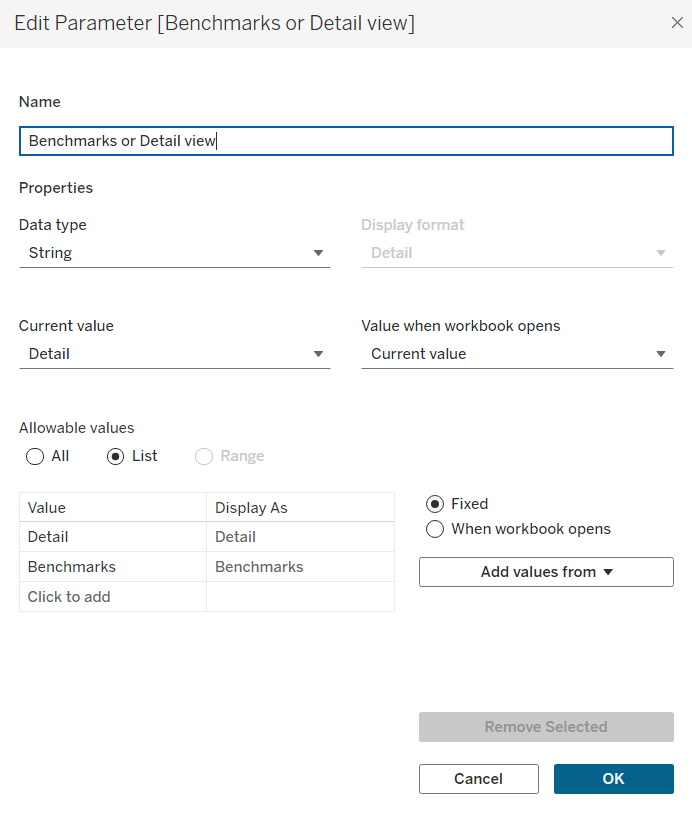 Edit Parameter [Benchmarks or Detail view]
Name
Benchmarks or Detail view
Properties
Data type
Display format
String
Detail
Current value
Value when workbook opens
Detail
Current value
Allowable values
All
List
Range
Value
Display As
Detail
Detail
Benchmarks
Benchmarks
Click to add
Fixed
When workbook opens
Add values from
Remove Selected
Cancel
OK